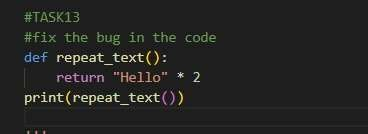 #TASK13
#fix the bug in the code
def repeat_text():
    return "Hello" * 2
print(repeat_text())
'''